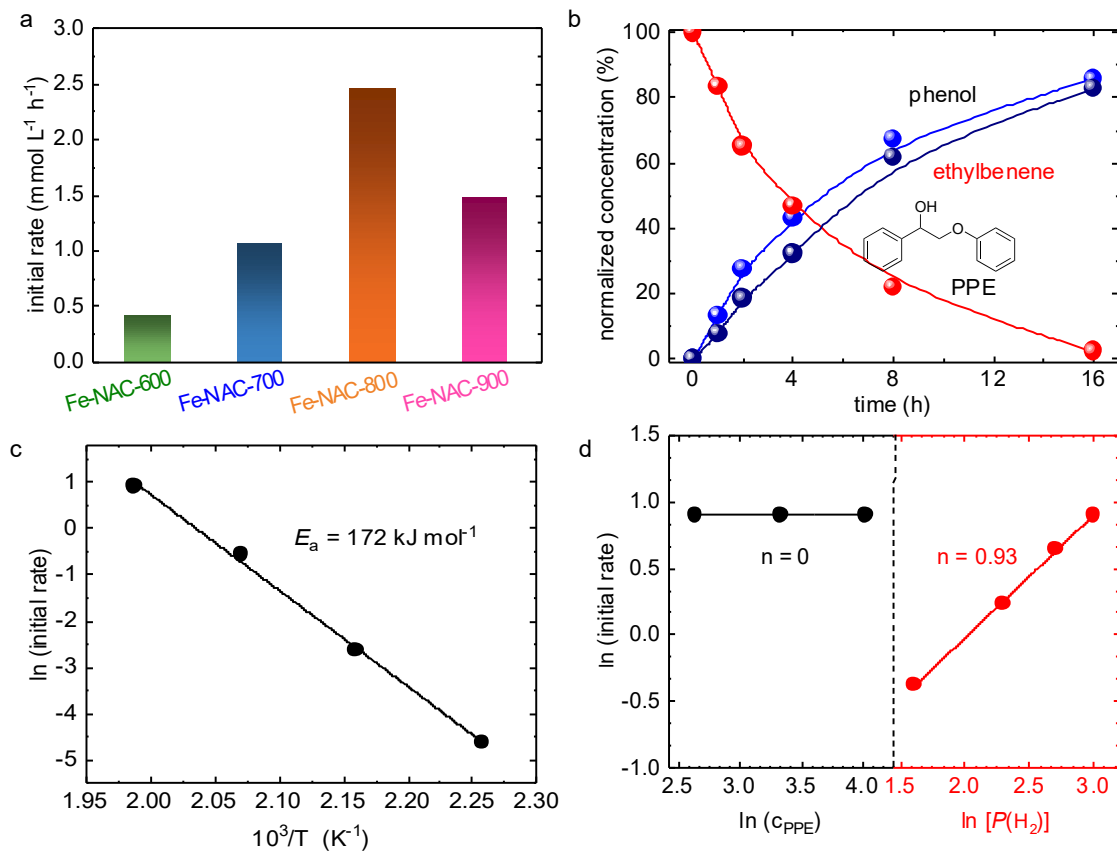 a
initial rate (mmol L⁻¹ h⁻¹)
3.0
2.5
2.0
1.5
1.0
0.5
0.0
Fe-NAC-600
Fe-NAC-700
Fe-NAC-800
Fe-NAC-900
b
normalized concentration (%)
100
80
60
40
20
0
phenol
ethylbenene
OH
O
PPE
0 4 8 12 16
time (h)
c
ln (initial rate)
1
0
-1
-2
-3
-4
-5
Eₐ = 172 kJ mol⁻¹
1.95 2.00 2.05 2.10 2.15 2.20 2.25 2.30
10³/T (K⁻¹)
d
ln (initial rate)
1.5
1.0
0.5
0.0
-0.5
-1.0
n = 0
n = 0.93
2.5 3.0 3.5 4.0 1.5 2.0 2.5 3.0
ln (c_PPE)
ln [P(H₂)]